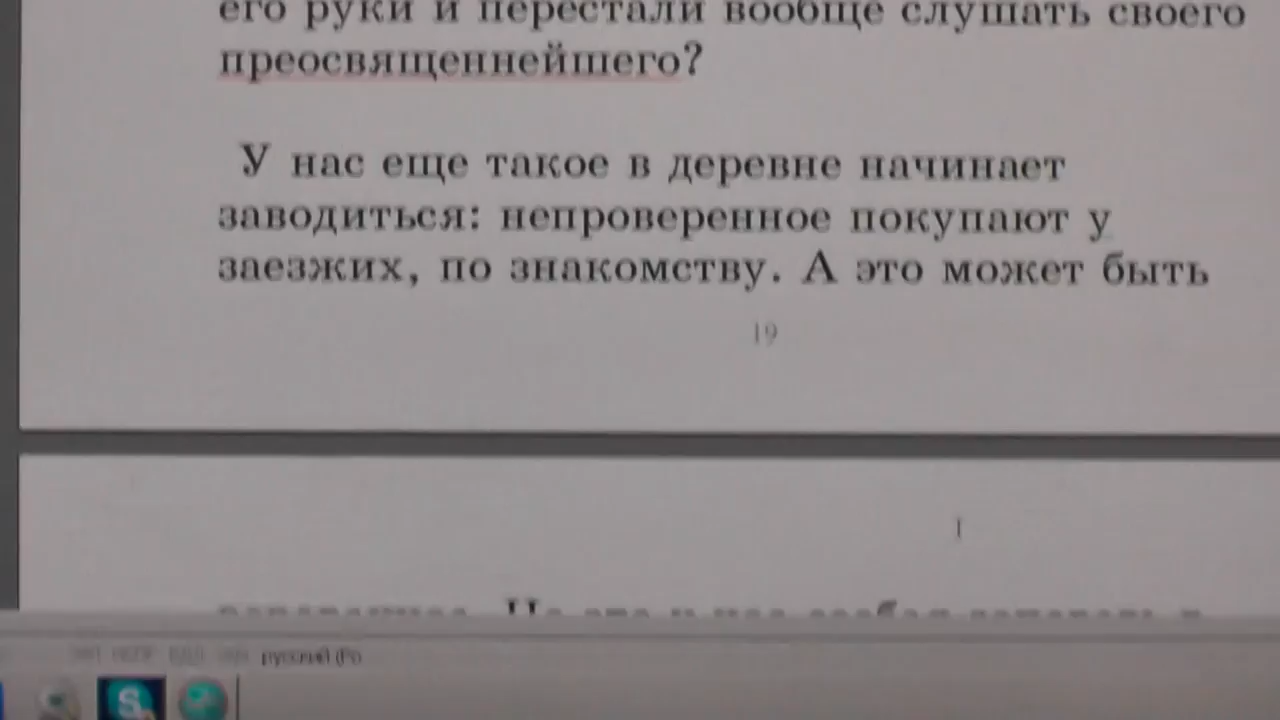 его руки и перестали вообще слушать своего
преосвященнейшего?
У нас еще такое в деревне начинает
заводиться: непроверенное покупают у
заезжих, по знакомству. А это может быть
19
русский (Ро